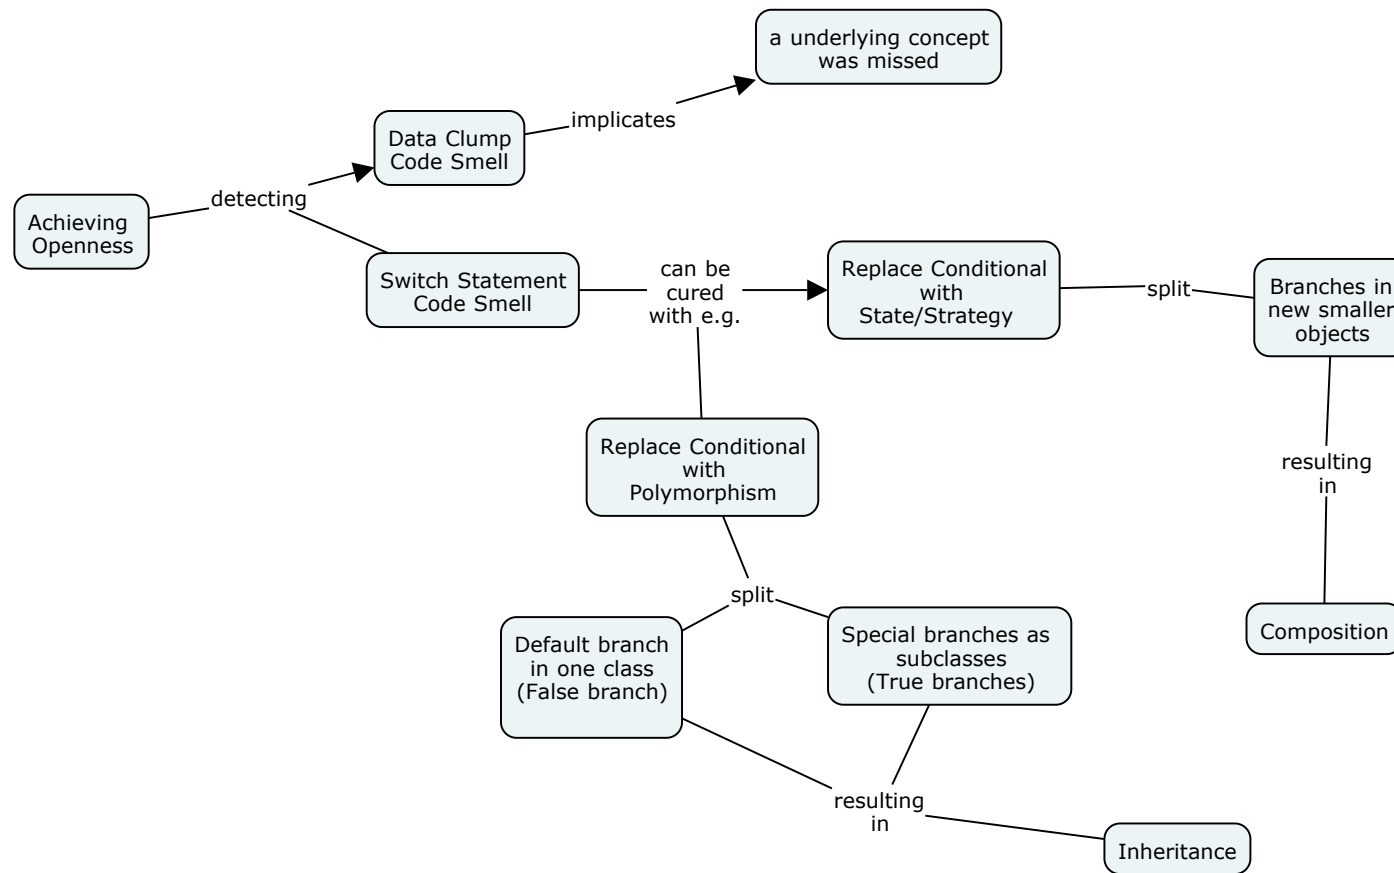 a underlying concept
was missed
implicates
Data Clump
Code Smell
detecting
Achieving
Openness
Switch Statement
Code Smell
can be
cured
with e.g.
Replace Conditional
with
State/Strategy
split
Branches in
new smaller
objects
Replace Conditional
with
Polymorphism
resulting
in
split
Default branch
in one class
(False branch)
Special branches as
subclasses
(True branches)
Composition
resulting
in
Inheritance